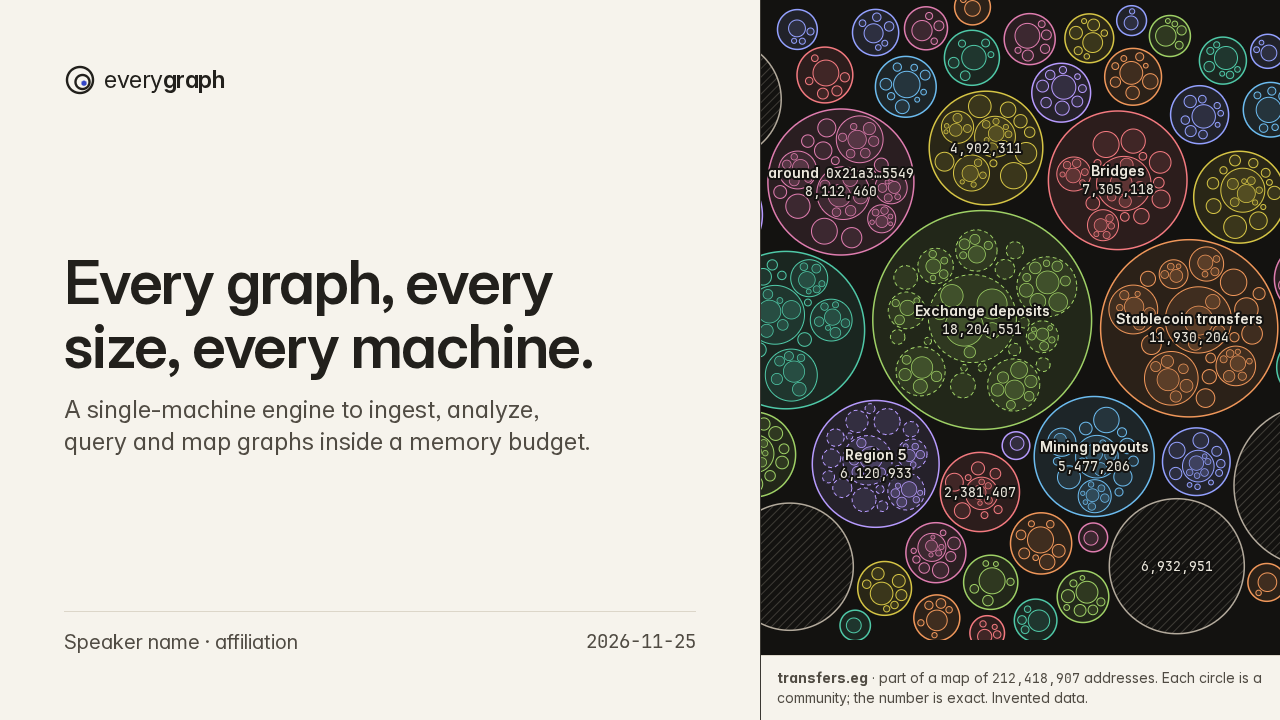 everygraph
Every graph, every
size, every machine.
A single-machine engine to ingest, analyze,
query and map graphs inside a memory budget.
Speaker name · affiliation
2026-11-25
4,902,311
around 0x21a3…5549
8,112,460
Bridges
7,305,118
Exchange deposits
18,204,551
Stablecoin transfers
11,930,204
Region 5
6,120,933
Mining payouts
5,477,206
2,381,407
6,932,951
transfers.eg · part of a map of 212,418,907 addresses. Each circle is a
community; the number is exact. Invented data.